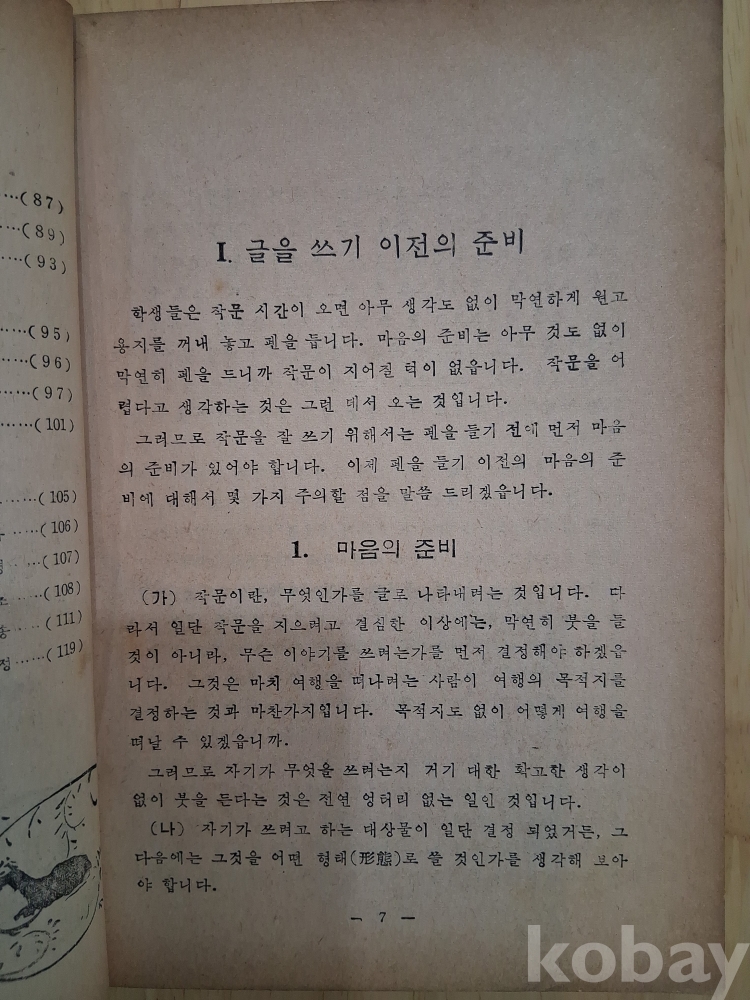 …(87)
…(89)
…(93)
…(95)
…(96)
…(97)
…(101)
……(105)
…(106)
…(107)
…(108)
…(111)
정……(119)
I. 글을 쓰기 이전의 준비
학생들은 작문 시간이 오면 아무 생각도 없이 막연하게 원고
용지를 꺼내 놓고 펜을 듭니다. 마음의 준비는 아무 것도 없이
막연히 펜을 드니까 작문이 지어질 턱이 없읍니다. 작문을 어
렵다고 생각하는 것은 그런 데서 오는 것입니다.
그러므로 작문을 잘 쓰기 위해서는 펜을 들기 전에 먼저 마음
의 준비가 있어야 합니다. 이제 펜을 들기 이전의 마음의 준
비에 대해서 몇 가지 주의할 점을 말씀 드리겠읍니다.
1. 마음의 준비
(가) 작문이란, 무엇인가를 글로 나타내려는 것입니다. 다
라서 일단 작문을 지으려고 결심한 이상에는, 막연히 붓을 들
것이 아니라, 무슨 이야기를 쓰려는가를 먼저 결정해야 하겠읍
니다. 그것은 마치 여행을 떠나려는 사람이 여행의 목적지를
결정하는 것과 마찬가지입니다. 목적지도 없이 어떻게 여행을
떠날 수 있겠읍니까.
그러므로 자기가 무엇을 쓰려는지 거기 대한 확고한 생각이
없이 붓을 든다는 것은 전연 엉터리 없는 일인 것입니다.
(나) 자기가 쓰려고 하는 대상물이 일단 결정 되었거든, 그
다음에는 그것을 어떤 형태(形態)로 쓸 것인가를 생각해 보아
야 합니다.
— 7 —
kobay